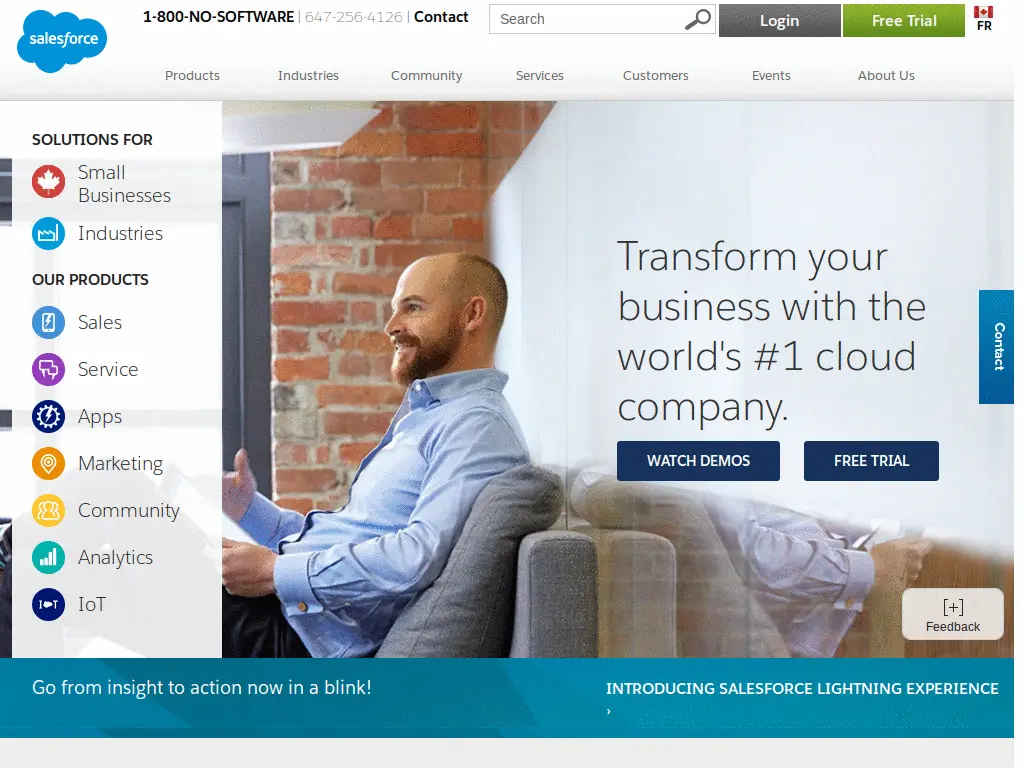 salesforce
1-800-NO-SOFTWARE | 647-256-4126 | Contact
Search
Login
Free Trial
FR
Products
Industries
Community
Services
Customers
Events
About Us
SOLUTIONS FOR
Small
Businesses
Industries
OUR PRODUCTS
Sales
Service
Apps
Marketing
Community
Analytics
IoT
IoT
Transform your
business with the
world's #1 cloud
company.
WATCH DEMOS
FREE TRIAL
Contact
[+]
Feedback
Go from insight to action now in a blink!
INTRODUCING SALESFORCE LIGHTNING EXPERIENCE
›